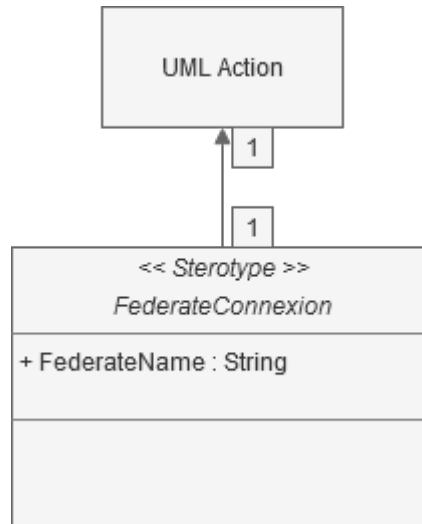 UML Action
1
1
<< Sterotype >>
FederateConnexion
+ FederateName : String